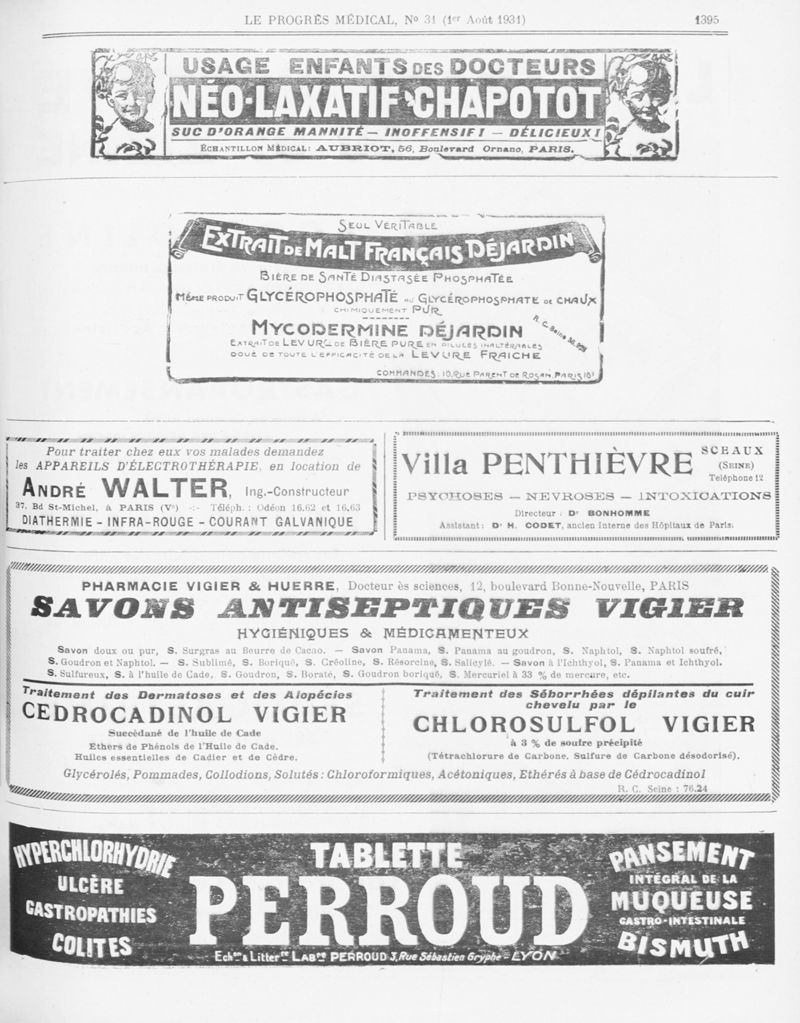 LE PROGRÈS MÉDICAL, No 31 (1er Août 1931) 1395
USAGE ENFANTS DES DOCTEURS
NÉO-LAXATIF CHAPOTOT
SUC D'ORANGE MANNITÉ — INOFFENSIF ! — DÉLICIEUX !
ÉCHANTILLON MÉDICAL : AUBRIOT, 56, Boulevard Ornano, PARIS.
SEUL VÉRITABLE
EXTRAIT DE MALT FRANÇAIS DÉJARDIN
BIÈRE DE SANTÉ DIASTASÉE PHOSPHATÉE
MÊME PRODUIT GLYCÉROPHOSPHATÉ AU GLYCÉROPHOSPHATE DE CHAUX
CHIMIQUEMENT PUR
MYCODERMINE DÉJARDIN
R. C. Seine
EXTRAIT DE LEVURE DE BIÈRE PURE EN PILULES INALTÉRABLES
DOUÉ DE TOUTE L'EFFICACITÉ DE LA LEVURE FRAICHE
COMMANDES : 10, RUE PARENT DE ROSAN, PARIS 16e
Pour traiter chez eux vos malades demandez
les APPAREILS D'ÉLECTROTHÉRAPIE, en location de
ANDRÉ WALTER, Ing.-Constructeur
37, Bd St-Michel, à PARIS (Ve) -:- Téléph. : Odéon 16.62 et 16.63
DIATHERMIE - INFRA-ROUGE - COURANT GALVANIQUE
Villa PENTHIÈVRE SCEAUX
(SEINE)
Téléphone 12
PSYCHOSES — NEVROSES — INTOXICATIONS
Directeur : Dr BONHOMME
Assistant : Dr H. CODET, ancien Interne des Hôpitaux de Paris.
PHARMACIE VIGIER & HUERRE, Docteur ès sciences, 12, boulevard Bonne-Nouvelle, PARIS
SAVONS ANTISEPTIQUES VIGIER
HYGIÉNIQUES & MÉDICAMENTEUX
Savon doux ou pur, S. Surgras au Beurre de Cacao. — Savon Panama, S. Panama au goudron, S. Naphtol, S. Naphtol soufré,
S. Goudron et Naphtol. — S. Sublimé, S. Boriqué, S. Créoline, S. Résorcine, S. Salicylé. — Savon à l'Ichthyol, S. Panama et Ichthyol.
S. Sulfureux, S. à l'huile de Cade, S. Goudron, S. Boraté, S. Goudron boriqué, S. Mercuriel à 33 % de mercure, etc.
Traitement des Dermatoses et des Alopécies
CEDROCADINOL VIGIER
Succédané de l'huile de Cade
Ethers de Phénols de l'Huile de Cade.
Huiles essentielles de Cadier et de Cèdre.
Traitement des Séborrhées dépilantes du cuir
chevelu par le
CHLOROSULFOL VIGIER
à 3 % de soufre précipité
(Tétrachlorure de Carbone. Sulfure de Carbone désodorisé).
Glycérolés, Pommades, Collodions, Solutés : Chloroformiques, Acétoniques, Ethérés à base de Cédrocadinol
R. C. Seine : 76.24
HYPERCHLORHYDRIE
ULCÈRE
GASTROPATHIES
COLITES
TABLETTE
PERROUD
Echons & Littérre LABres PERROUD 3, Rue Sébastien Gryphe - LYON
PANSEMENT
INTÉGRAL DE LA
MUQUEUSE
GASTRO-INTESTINALE
BISMUTH